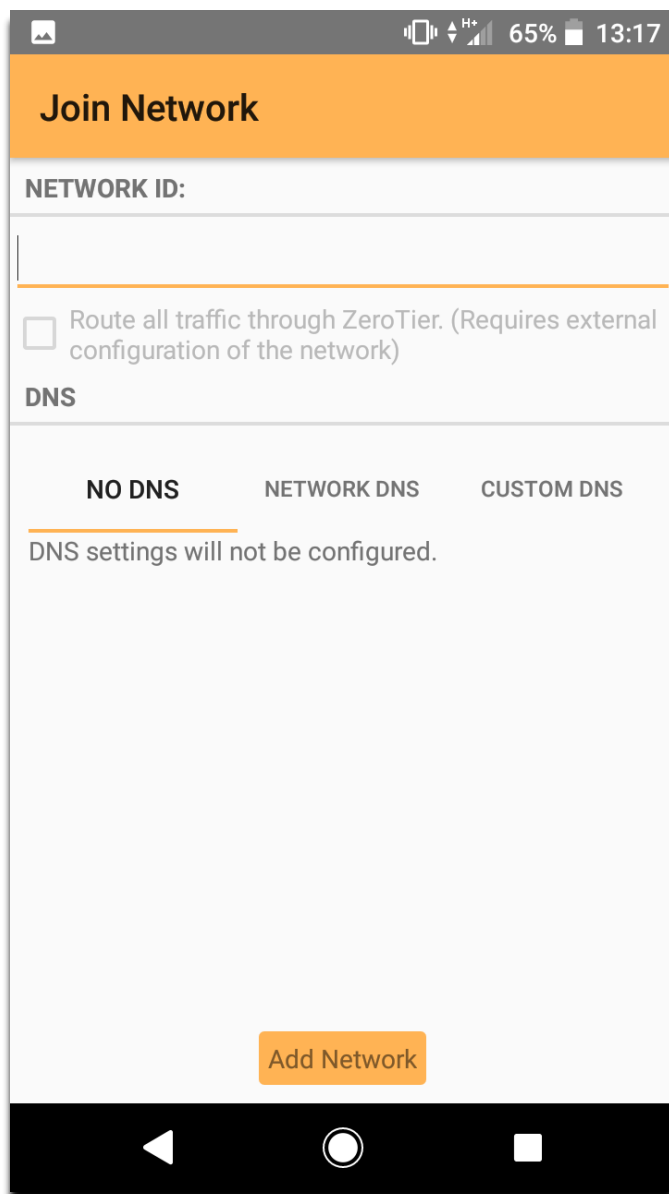 H+ 65% 13:17
Join Network
NETWORK ID:
Route all traffic through ZeroTier. (Requires external
configuration of the network)
DNS
NO DNS NETWORK DNS CUSTOM DNS
DNS settings will not be configured.
Add Network